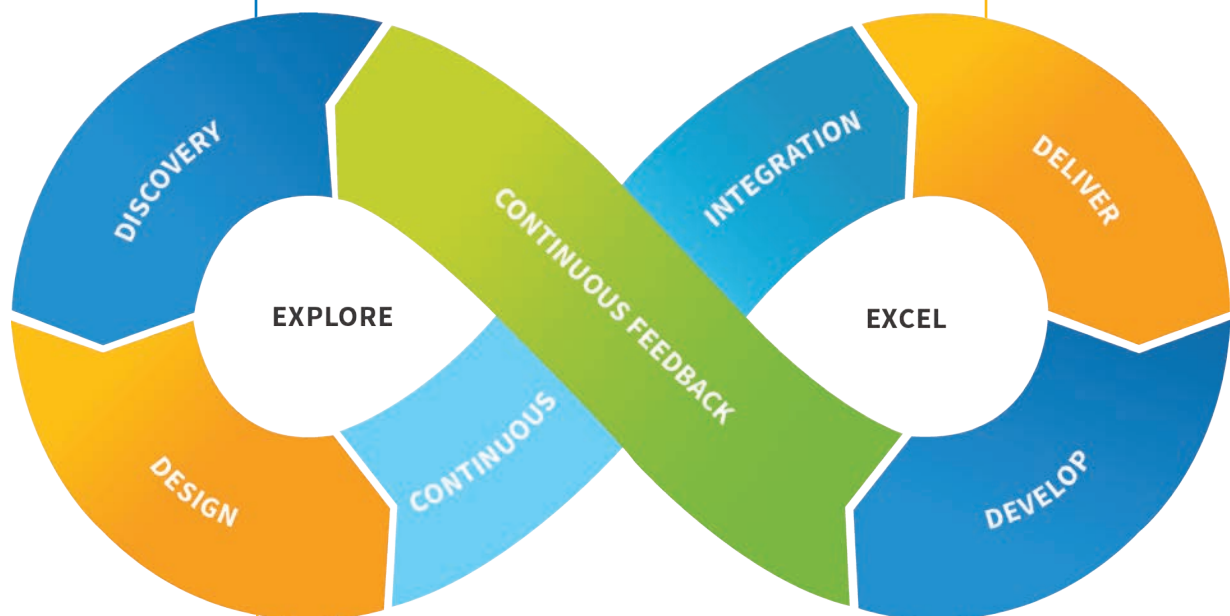 DISCOVERY
EXPLORE
DESIGN
CONTINUOUS
INTEGRATION
CONTINUOUS FEEDBACK
DELIVER
EXCEL
DEVELOP